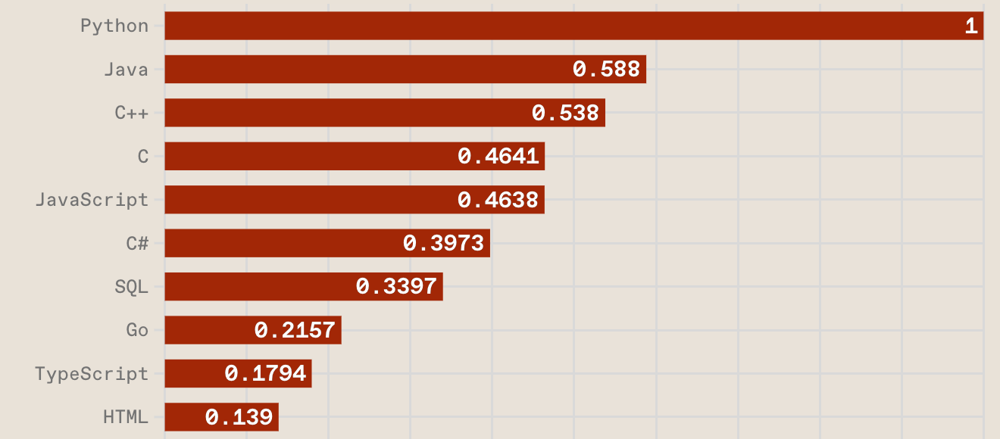 Python 1
Java 0.588
C++ 0.538
C 0.4641
JavaScript 0.4638
C# 0.3973
SQL 0.3397
Go 0.2157
TypeScript 0.1794
HTML 0.139